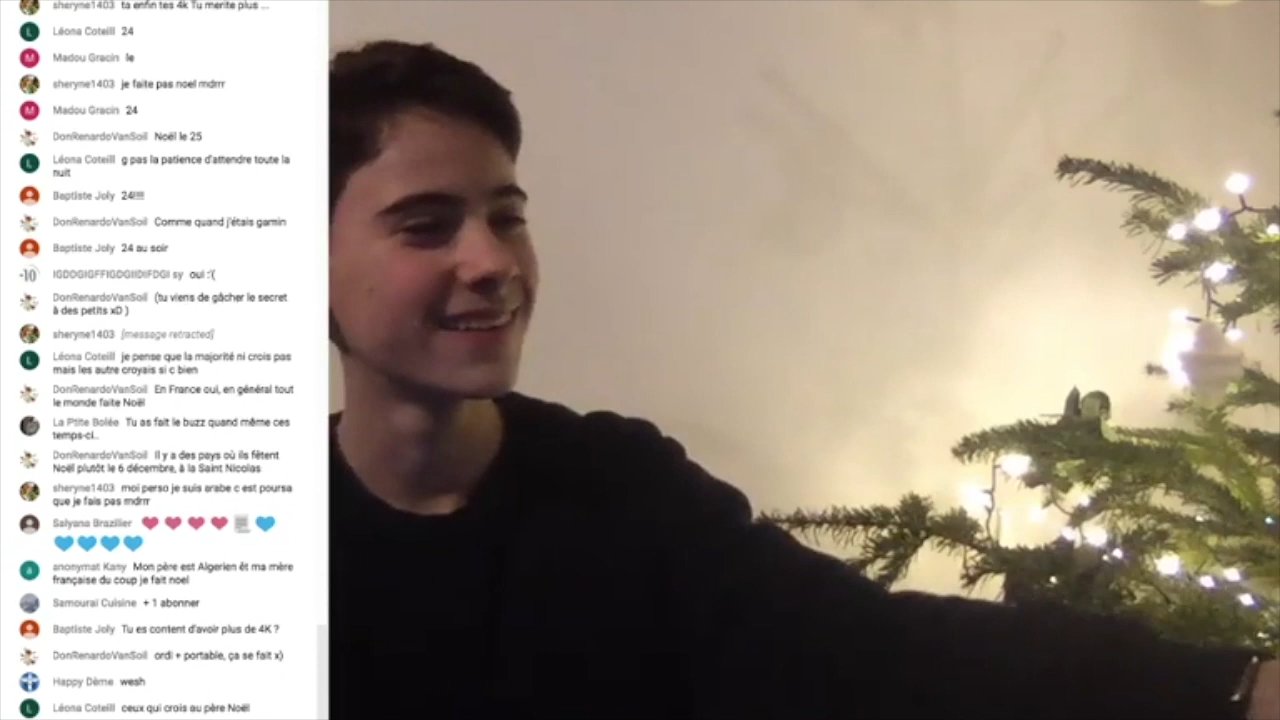 sheryne1403 ta enfin tes 4k Tu merite plus ...
Léona Coteill 24
Madou Gracin le
sheryne1403 je faite pas noel mdrrr
Madou Gracin 24
DonRenardoVanSoil Noël le 25
Léona Coteill g pas la patience d'attendre toute la
nuit
Baptiste Joly 24!!!!
DonRenardoVanSoil Comme quand j'étais gamin
Baptiste Joly 24 au soir
-10
IGDDGIGFFIGDGIIDIFDGI sy oui :'(
DonRenardoVanSoil (tu viens de gâcher le secret
à des petits xD )
sheryne1403 [message retracted]
Léona Coteill je pense que la majorité ni crois pas
mais les autre croyais si c bien
DonRenardoVanSoil En France oui, en général tout
le monde faite Noël
La Ptite Bolée Tu as fait le buzz quand même ces
temps-ci..
DonRenardoVanSoil Il y a des pays où ils fêtent
Noël plutôt le 6 décembre, à la Saint Nicolas
sheryne1403 moi perso je suis arabe c est poursa
que je fais pas mdrrr
Salyana Brazilier
anonymat Kany Mon père est Algerien êt ma mère
française du coup je fait noel
Samouraï Cuisine + 1 abonner
Baptiste Joly Tu es content d'avoir plus de 4K ?
DonRenardoVanSoil ordi + portable, ça se fait x)
Happy Dème wesh
Léona Coteill ceux qui crois au père Noël